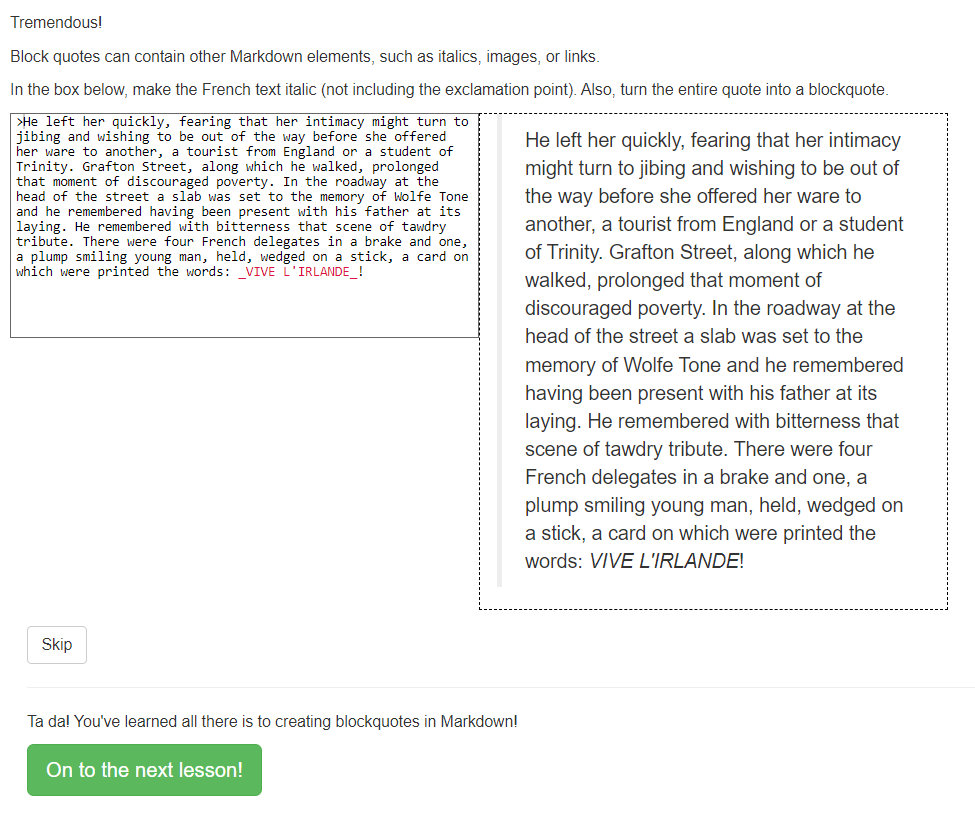 Tremendous!
Block quotes can contain other Markdown elements, such as italics, images, or links.
In the box below, make the French text italic (not including the exclamation point). Also, turn the entire quote into a blockquote.
>He left her quickly, fearing that her intimacy might turn to
jibing and wishing to be out of the way before she offered
her ware to another, a tourist from England or a student of
Trinity. Grafton Street, along which he walked, prolonged
that moment of discouraged poverty. In the roadway at the
head of the street a slab was set to the memory of Wolfe Tone
and he remembered having been present with his father at its
laying. He remembered with bitterness that scene of tawdry
tribute. There were four French delegates in a brake and one,
a plump smiling young man, held, wedged on a stick, a card on
which were printed the words: _VIVE L'IRLANDE_!
He left her quickly, fearing that her intimacy
might turn to jibing and wishing to be out of
the way before she offered her ware to
another, a tourist from England or a student
of Trinity. Grafton Street, along which he
walked, prolonged that moment of
discouraged poverty. In the roadway at the
head of the street a slab was set to the
memory of Wolfe Tone and he remembered
having been present with his father at its
laying. He remembered with bitterness that
scene of tawdry tribute. There were four
French delegates in a brake and one, a
plump smiling young man, held, wedged on
a stick, a card on which were printed the
words: VIVE L'IRLANDE!
Skip
Ta da! You've learned all there is to creating blockquotes in Markdown!
On to the next lesson!